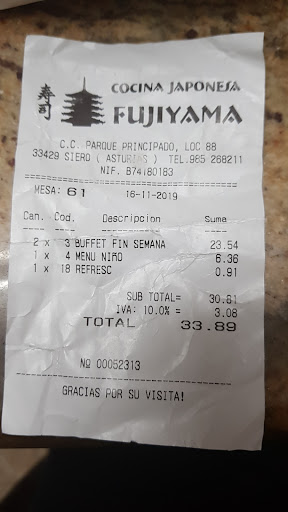 寿司
COCINA JAPONESA
FUJIYAMA
C.C. PARQUE PRINCIPADO, LOC 88
33429 SIERO ( ASTURIAS ) TEL.985 268211
NIF. B74180183
MESA: 61 16-11-2019
Can. Cod. Descripcion Suma
2 x 3 BUFFET FIN SEMANA 23.54
1 x 4 MENU NIÑO 6.36
1 x 18 REFRESC 0.91
SUB TOTAL= 30.81
IVA: 10.0% = 3.08
TOTAL 33.89
NO 00052313
GRACIAS POR SU VISITA!